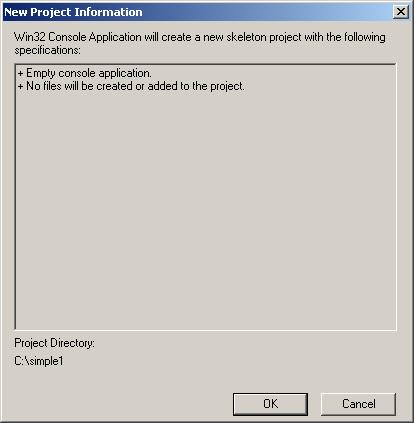 New Project Information
Win32 Console Application will create a new skeleton project with the following
specifications:
+ Empty console application.
+ No files will be created or added to the project.
Project Directory:
C:\simple1
OK
Cancel